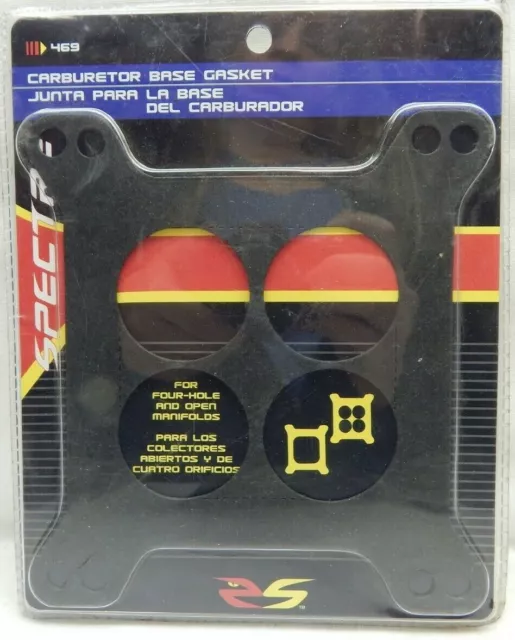 469
CARBURETOR BASE GASKET
JUNTA PARA LA BASE
DEL CARBURADOR
SPECTRE
FOR
FOUR-HOLE
AND OPEN
MANIFOLDS
PARA LOS
COLECTORES
ABIERTOS Y DE
CUATRO ORIFICIOS
TM